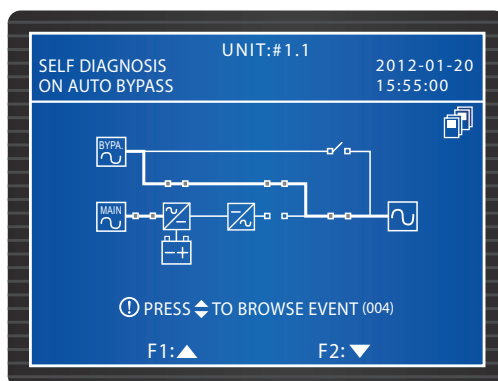 UNIT:#1.1
SELF DIAGNOSIS
ON AUTO BYPASS
2012-01-20
15:55:00
BYPA.
MAIN
PRESS TO BROWSE EVENT (004)
F1:
F2: